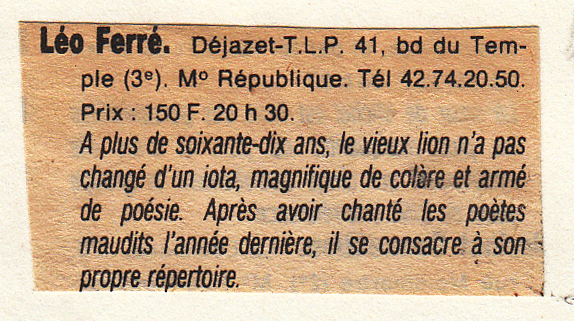 Léo Ferré. Déjazet-T.L.P. 41, bd du Tem-
ple (3e). Mo République. Tél 42.74.20.50.
Prix : 150 F. 20 h 30.
A plus de soixante-dix ans, le vieux lion n'a pas
changé d'un iota, magnifique de colère et armé
de poésie. Après avoir chanté les poètes
maudits l'année dernière, il se consacre à son
propre répertoire.